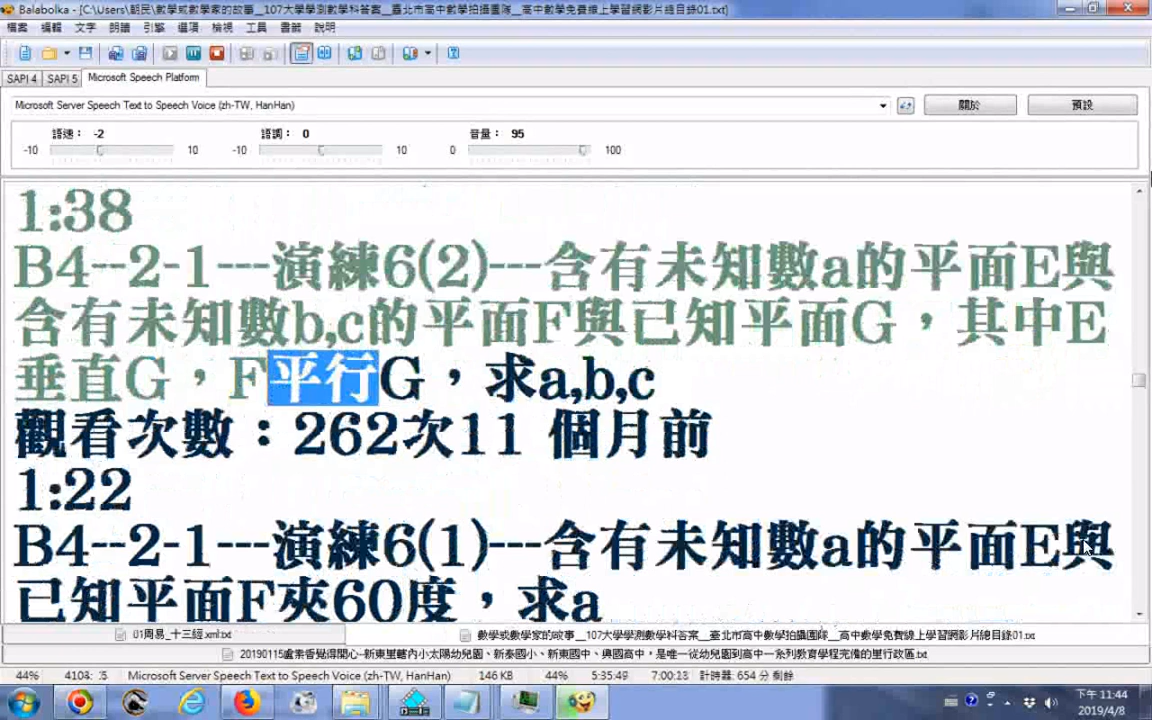 Balabolka - [C:\Users\朝民\數學或數學家的故事__107大學學測數學科答案__臺北市高中數學拍攝團隊__高中數學免費線上學習網影片總目錄01.txt]
檔案 編輯 文字 朗讀 引擎 選項 檢視 工具 書籤 說明
SAPI 4 SAPI 5 Microsoft Speech Platform
Microsoft Server Speech Text to Speech Voice (zh-TW, HanHan) 關於 預設
語速： -2 語調： 0 音量： 95
-10 10 -10 10 0 100
1:38
B4--2-1---演練6(2)---含有未知數a的平面E與
含有未知數b,c的平面F與已知平面G，其中E
垂直G，F平行G，求a,b,c
觀看次數：262次11 個月前
1:22
B4--2-1---演練6(1)---含有未知數a的平面E與
已知平面F夾60度，求a
01周易_十三經.xml.txt 數學或數學家的故事__107大學學測數學科答案__臺北市高中數學拍攝團隊__高中數學免費線上學習網影片總目錄01.txt
20190115盧素香覺得開心-新東里轄內小太陽幼兒園、新泰國小、新東國中、興國高中，是唯一從幼兒園到高中一系列教育學程完備的里行政區.txt
44% 4108: :5 Microsoft Server Speech Text to Speech Voice (zh-TW, HanHan) 146 KB 44% 5:35:49 7:00:13 計時器: 654 分 剩餘
下午 11:44
2019/4/8